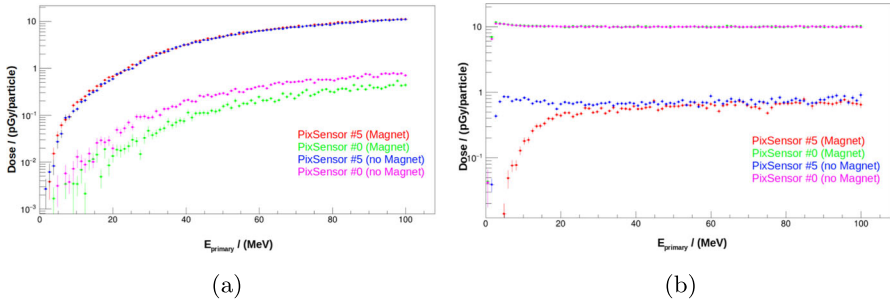 10
1
10⁻¹
10⁻²
10⁻³
Dose / (pGy/particle)
PixSensor #5 (Magnet)
PixSensor #0 (Magnet)
PixSensor #5 (no Magnet)
PixSensor #0 (no Magnet)
0 20 40 60 80 100
E_primary / (MeV)
(a)
10
1
10⁻¹
Dose / (pGy/particle)
PixSensor #5 (Magnet)
PixSensor #0 (Magnet)
PixSensor #5 (no Magnet)
PixSensor #0 (no Magnet)
0 20 40 60 80 100
E_primary / (MeV)
(b)